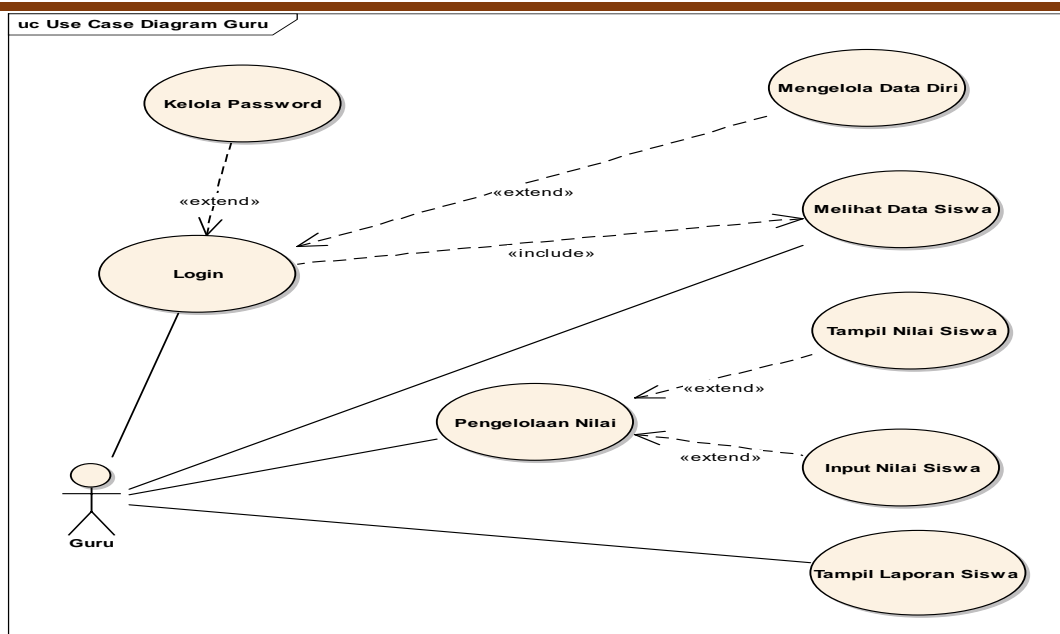 uc Use Case Diagram Guru
Kelola Password
Mengelola Data Diri
«extend»
«extend»
Melihat Data Siswa
Login
«include»
Tampil Nilai Siswa
«extend»
Pengelolaan Nilai
«extend»
Input Nilai Siswa
Guru
Tampil Laporan Siswa